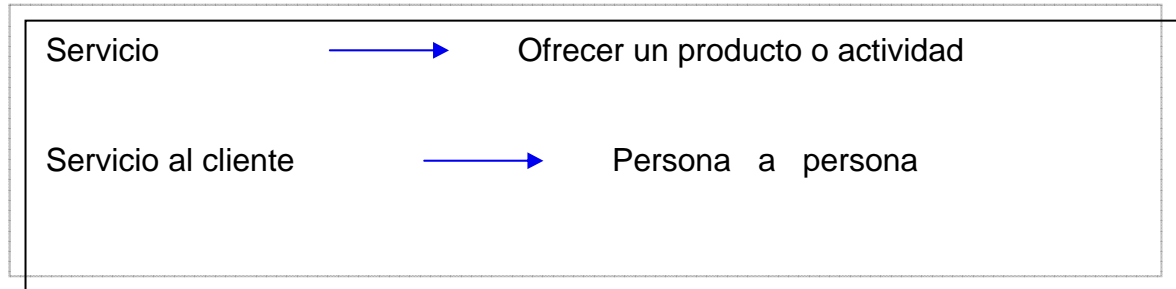 Servicio Ofrecer un producto o actividad
Servicio al cliente Persona a persona